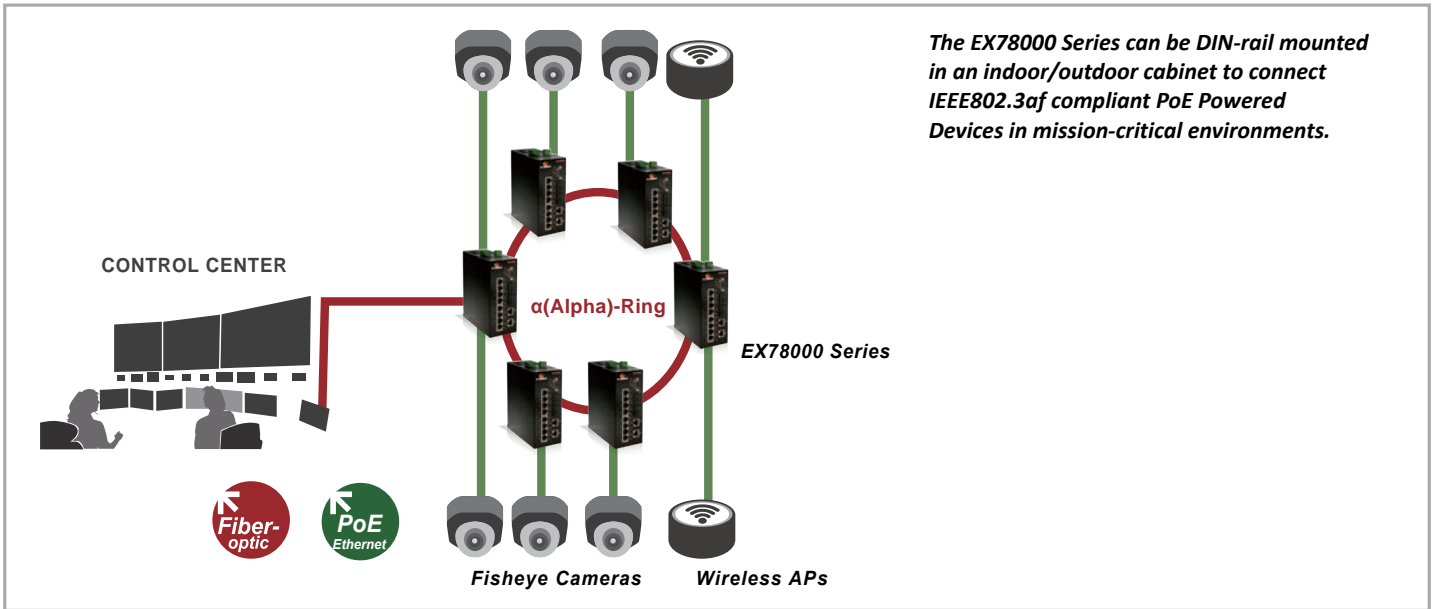 The EX78000 Series can be DIN-rail mounted
in an indoor/outdoor cabinet to connect
IEEE802.3af compliant PoE Powered
Devices in mission-critical environments.
CONTROL CENTER
α(Alpha)-Ring
EX78000 Series
Fiber-
optic
PoE
Ethernet
Fisheye Cameras
Wireless APs